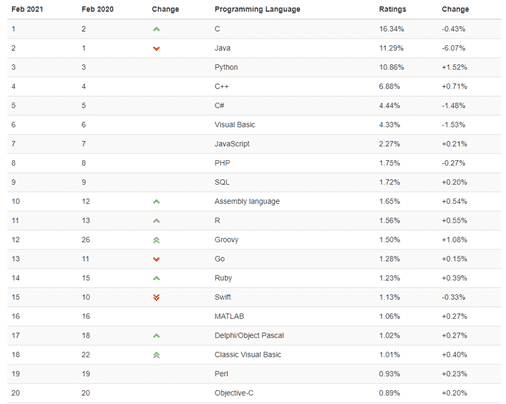 Feb 2021 Feb 2020 Change Programming Language Ratings Change
1 2 C 16.34% -0.43%
2 1 Java 11.29% -6.07%
3 3 Python 10.86% +1.52%
4 4 C++ 6.88% +0.71%
5 5 C# 4.44% -1.48%
6 6 Visual Basic 4.33% -1.53%
7 7 JavaScript 2.27% +0.21%
8 8 PHP 1.75% -0.27%
9 9 SQL 1.72% +0.20%
10 12 Assembly language 1.65% +0.54%
11 13 R 1.56% +0.55%
12 26 Groovy 1.50% +1.08%
13 11 Go 1.28% +0.15%
14 15 Ruby 1.23% +0.39%
15 10 Swift 1.13% -0.33%
16 16 MATLAB 1.06% +0.27%
17 18 Delphi/Object Pascal 1.02% +0.27%
18 22 Classic Visual Basic 1.01% +0.40%
19 19 Perl 0.93% +0.23%
20 20 Objective-C 0.89% +0.20%